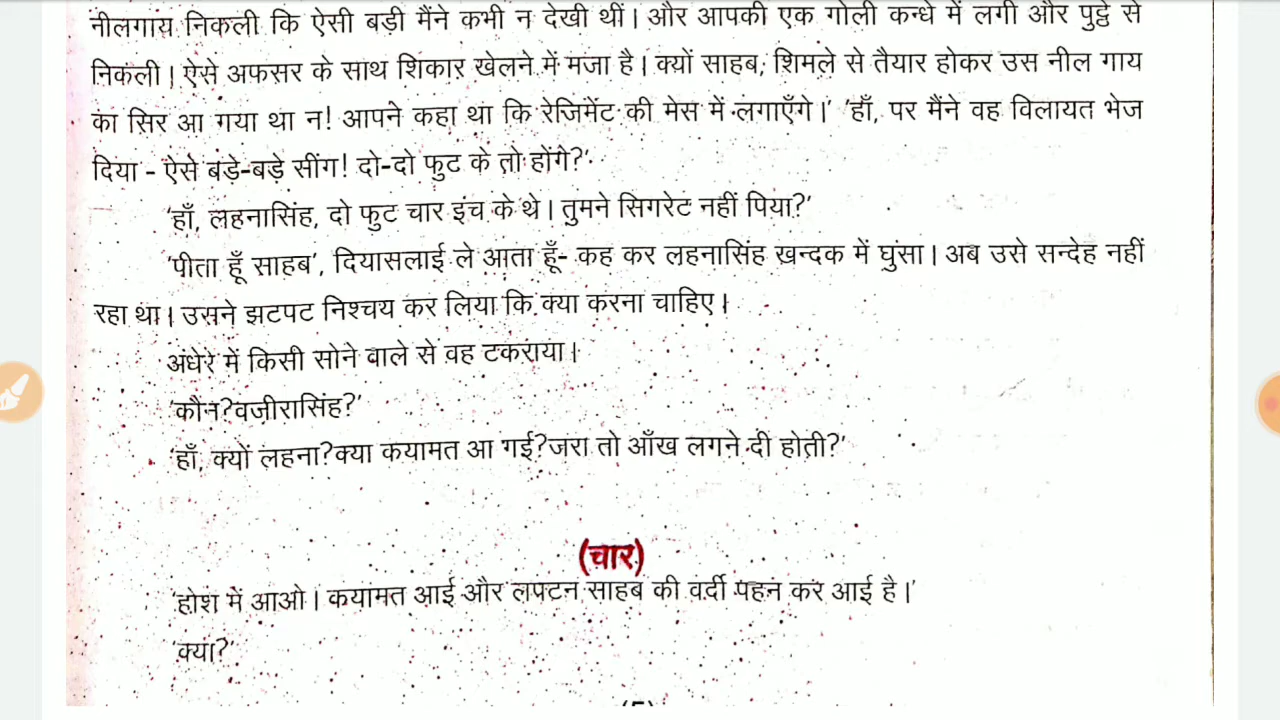 नीलगाय निकली कि ऐसी बड़ी मैंने कभी न देखी थीं। और आपकी एक गोली कन्धे में लगी और पुट्ठे से
निकली। ऐसे अफसर के साथ शिकार खेलने में मजा है। क्यों साहब, शिमले से तैयार होकर उस नील गाय
का सिर आ गया था न! आपने कहा था कि रेजिमेंट की मेस में लगाएँगे।' 'हाँ, पर मैंने वह विलायत भेज
दिया - ऐसे बड़े-बड़े सींग! दो-दो फुट के तो होंगे?'
'हाँ, लहनासिंह, दो फुट चार इंच के थे। तुमने सिगरेट नहीं पिया?'
'पीता हूँ साहब', दियासलाई ले आता हूँ- कह कर लहनासिंह खन्दक में घुंसा। अब उसे सन्देह नहीं
रहा था। उसने झटपट निश्चय कर लिया कि क्या करना चाहिए।
अंधेरे में किसी सोने वाले से वह टकराया।
'कौन?वजीरासिंह?'
'हाँ, क्यों लहना?क्या कयामत आ गई?जरा तो आँख लगने दी होती?'
(चार)
'होश में आओ। कयामत आई और लपटन साहब की वर्दी पहन कर आई है।'
'क्या?'